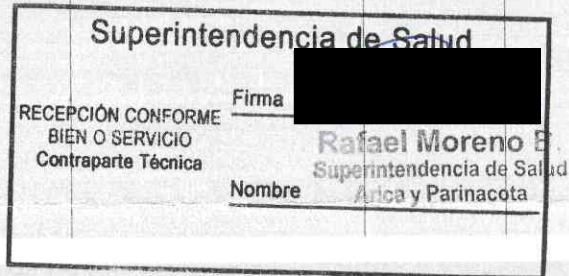 Superintendencia de Salud
Firma
RECEPCIÓN CONFORME
BIEN O SERVICIO
Contraparte Técnica
Rafael Moreno B.
Superintendencia de Salud
Nombre
Arica y Parinacota